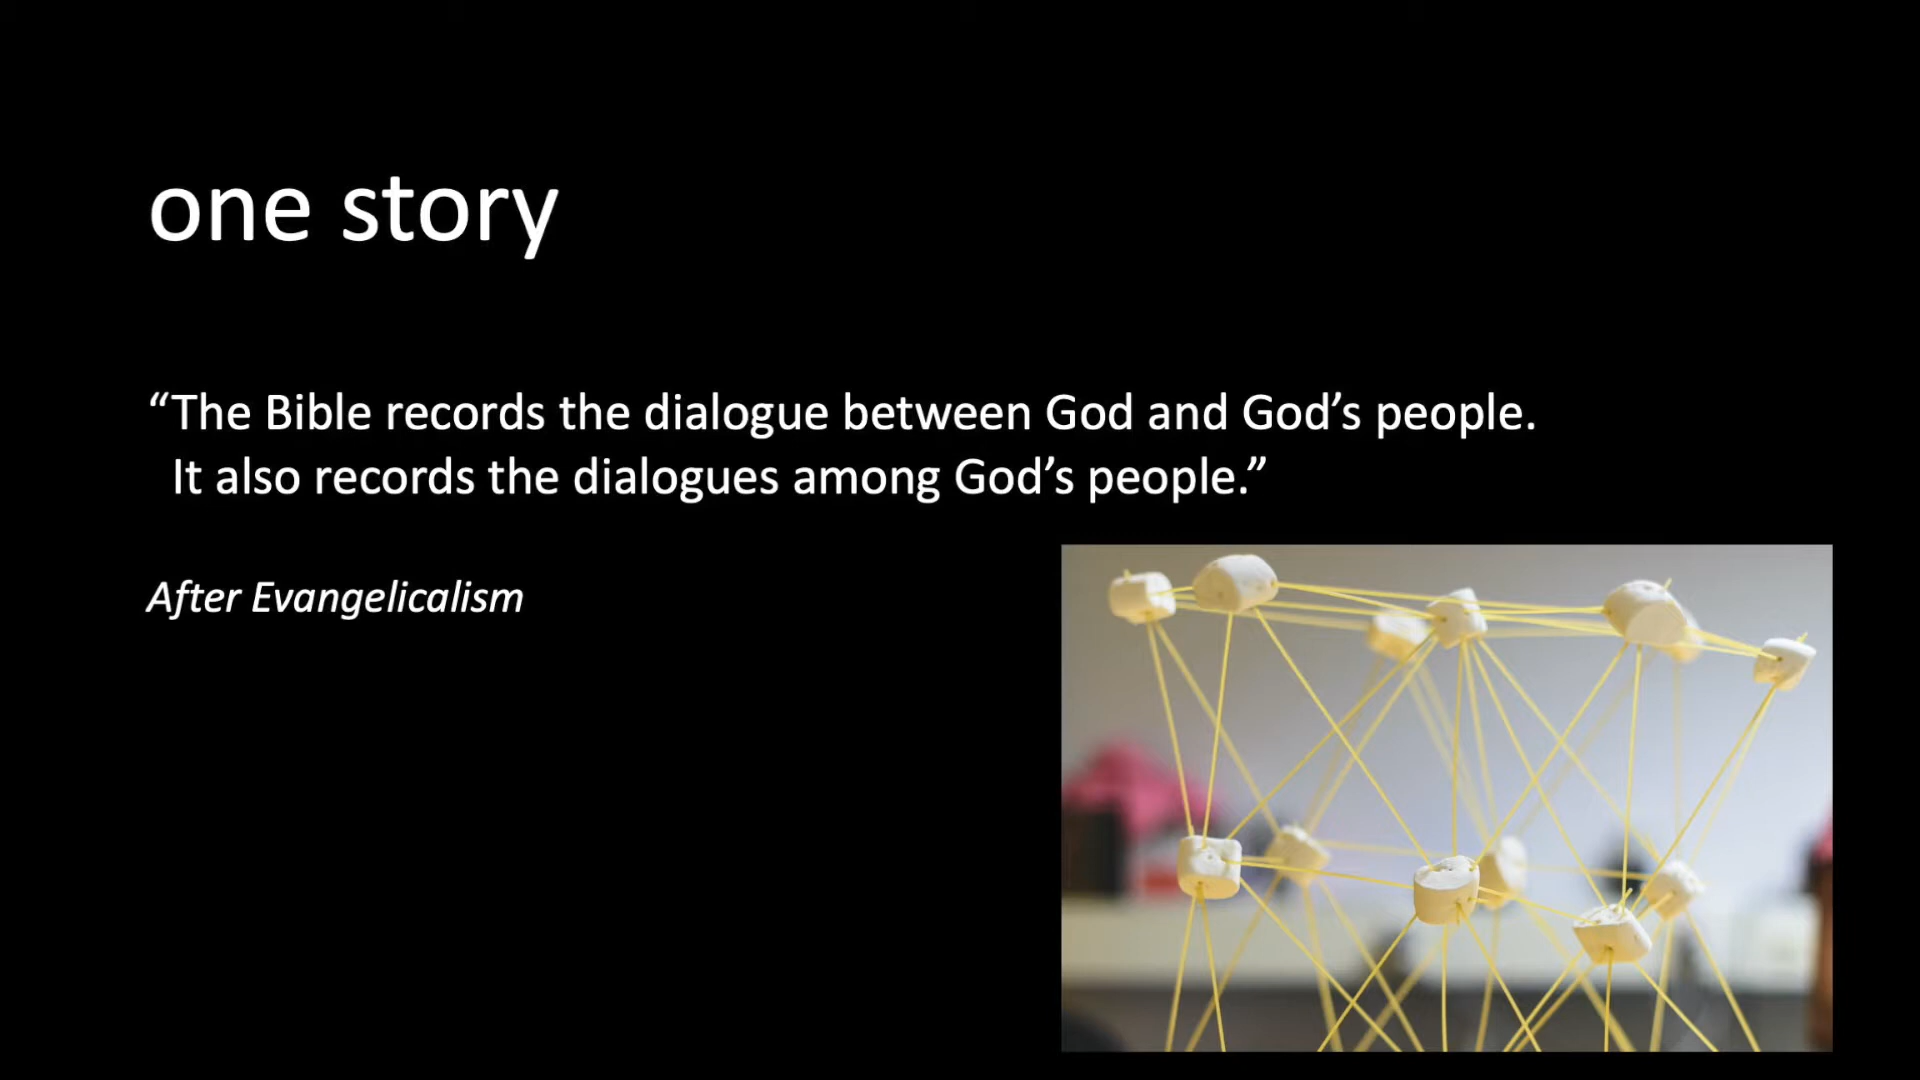 one story
“The Bible records the dialogue between God and God’s people.
It also records the dialogues among God’s people.”
After Evangelicalism